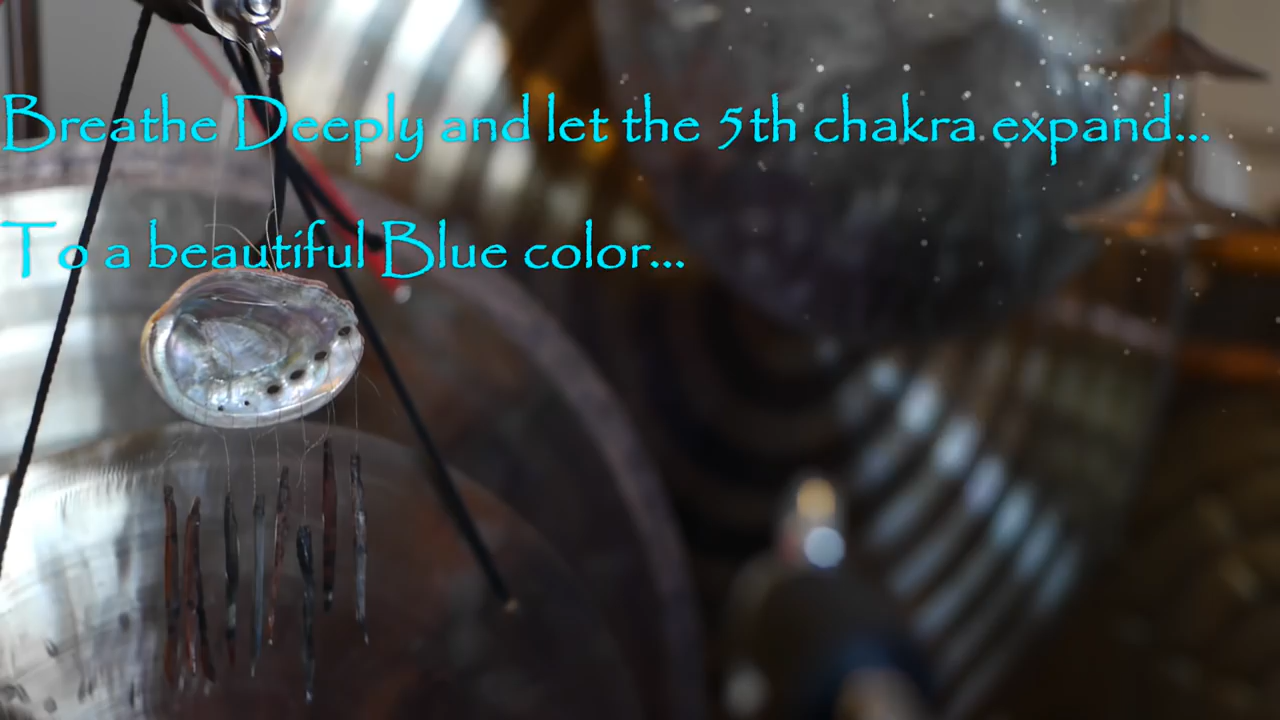 Breathe Deeply and let the 5th chakra expand...
To a beautiful Blue color...